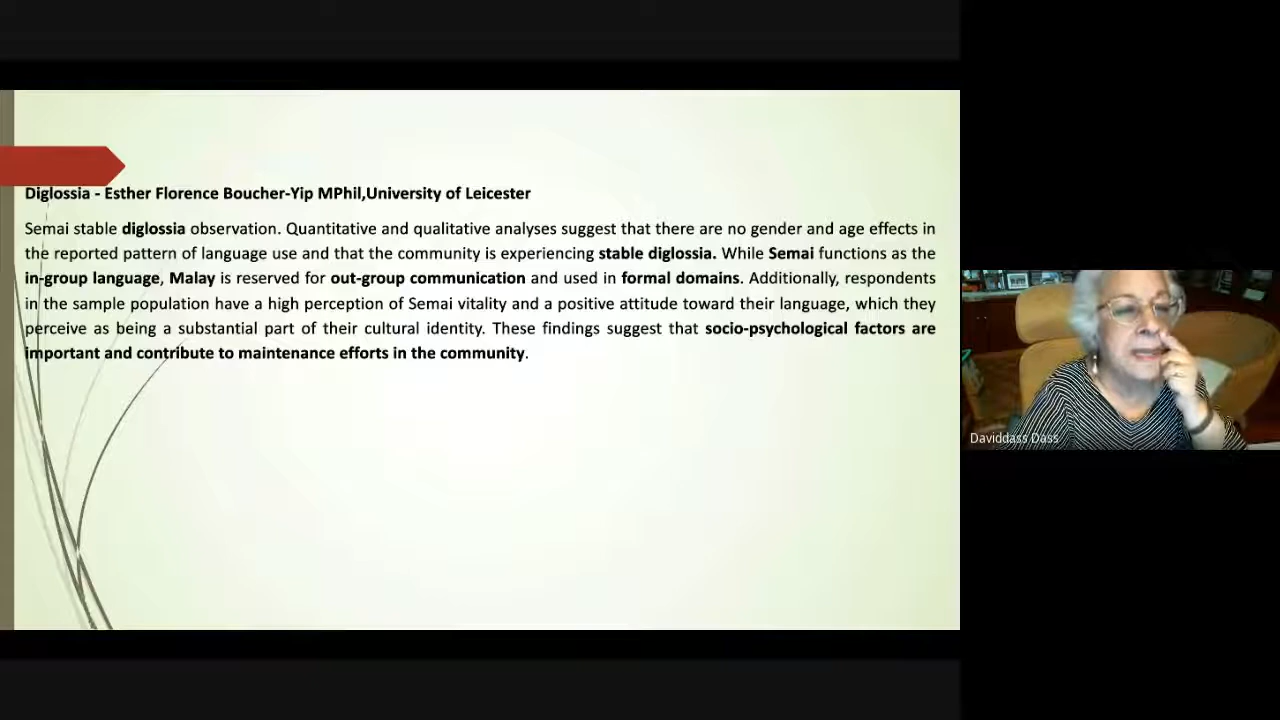 Diglossia - Esther Florence Boucher-Yip MPhil,University of Leicester
Semai stable diglossia observation. Quantitative and qualitative analyses suggest that there are no gender and age effects in
the reported pattern of language use and that the community is experiencing stable diglossia. While Semai functions as the
in-group language, Malay is reserved for out-group communication and used in formal domains. Additionally, respondents
in the sample population have a high perception of Semai vitality and a positive attitude toward their language, which they
perceive as being a substantial part of their cultural identity. These findings suggest that socio-psychological factors are
important and contribute to maintenance efforts in the community.
Daviddass Dass